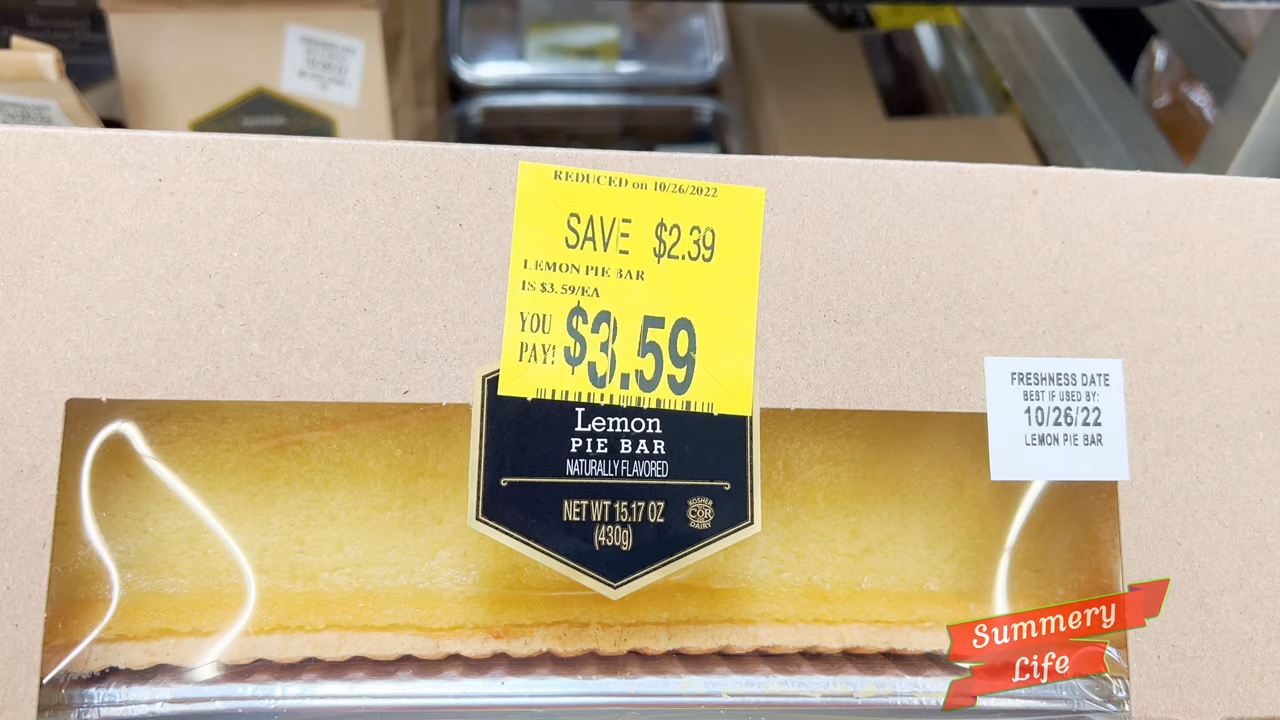 REDUCED on 10/26/2022
SAVE $2.39
LEMON PIE BAR
IS $3.59/EA
YOU PAY! $3.59
Lemon
PIE BAR
NATURALLY FLAVORED
NET WT 15.17 OZ
(430g)
KOSHER
COR
DAIRY
FRESHNESS DATE
BEST IF USED BY:
10/26/22
LEMON PIE BAR
Summery
Life